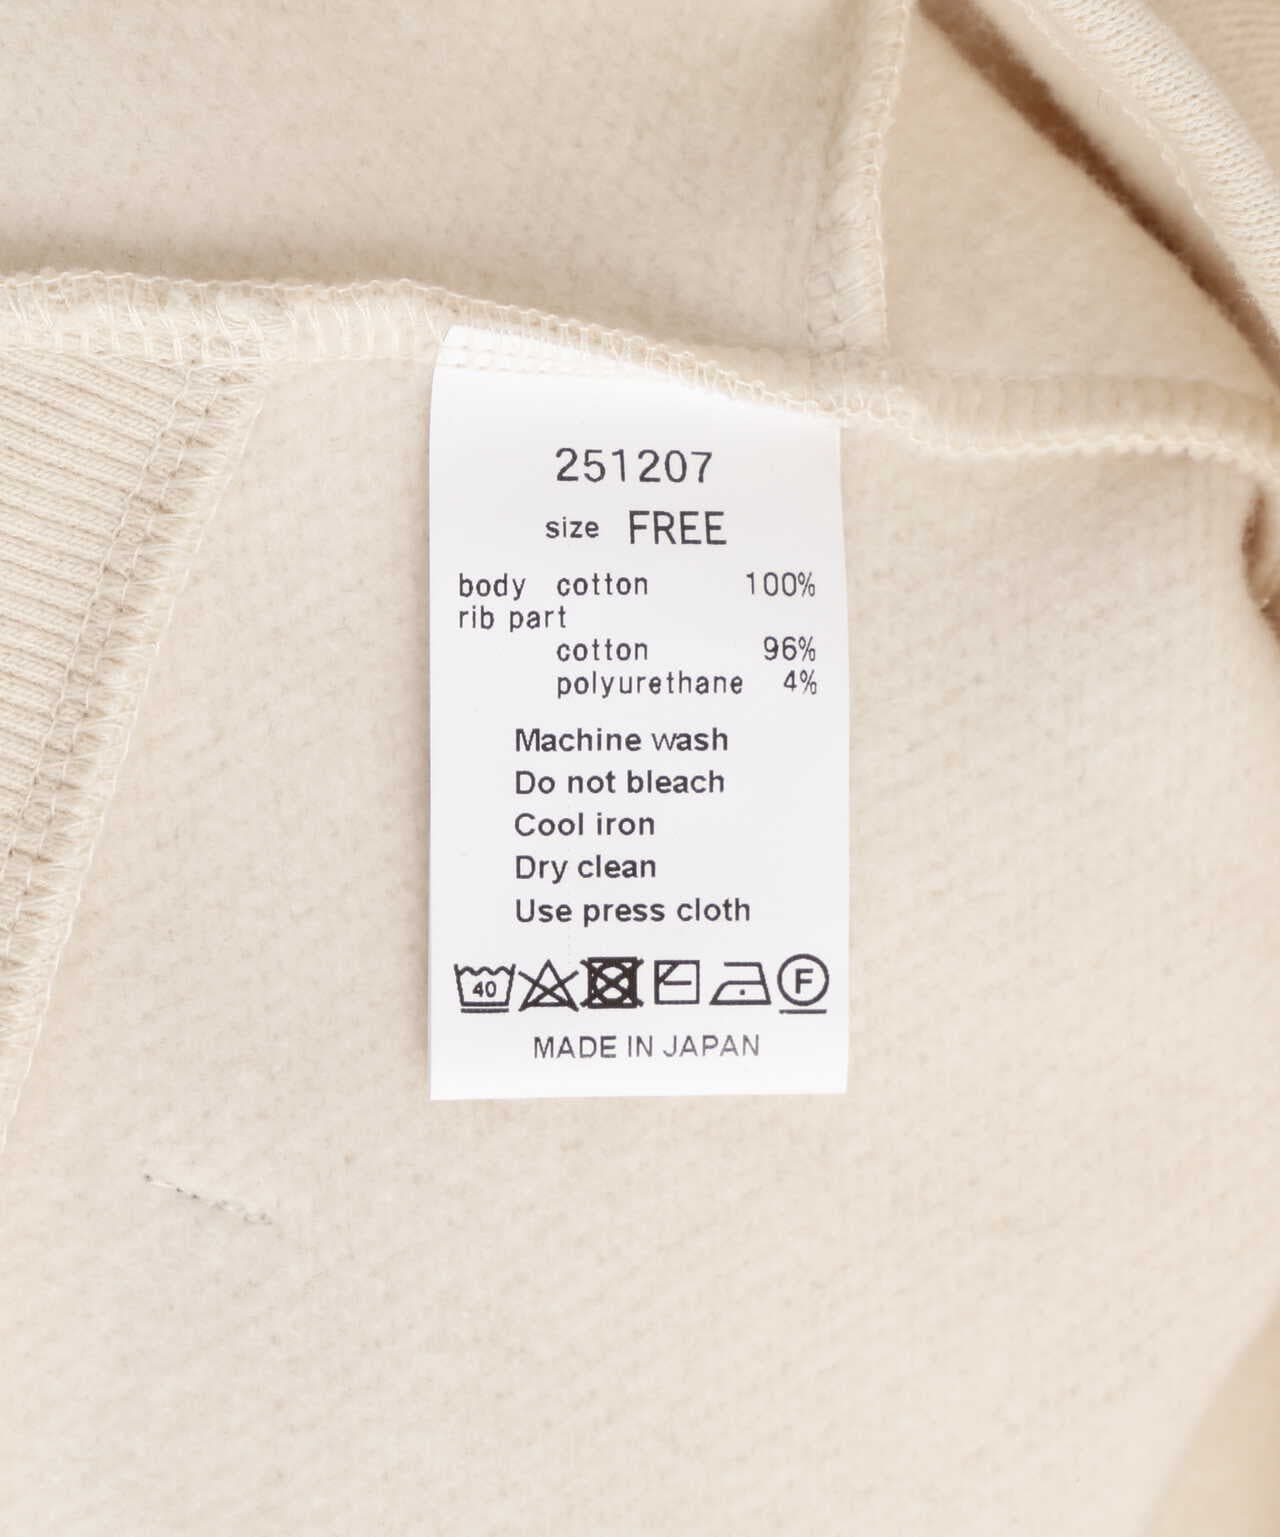 251207
size FREE
body cotton 100%
rib part
cotton 96%
polyurethane 4%
Machine wash
Do not bleach
Cool iron
Dry clean
Use press cloth
40 F
MADE IN JAPAN